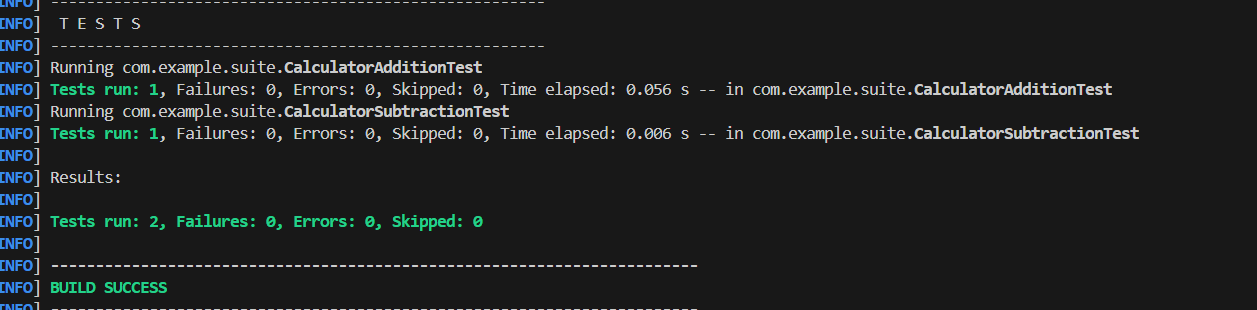 INFO] -------------------------------------------------------
INFO]  T E S T S
INFO] -------------------------------------------------------
INFO] Running com.example.suite.CalculatorAdditionTest
INFO] Tests run: 1, Failures: 0, Errors: 0, Skipped: 0, Time elapsed: 0.056 s -- in com.example.suite.CalculatorAdditionTest
INFO] Running com.example.suite.CalculatorSubtractionTest
INFO] Tests run: 1, Failures: 0, Errors: 0, Skipped: 0, Time elapsed: 0.006 s -- in com.example.suite.CalculatorSubtractionTest
INFO]
INFO] Results:
INFO]
INFO] Tests run: 2, Failures: 0, Errors: 0, Skipped: 0
INFO]
INFO] ------------------------------------------------------------------------
INFO] BUILD SUCCESS
INFO] ------------------------------------------------------------------------